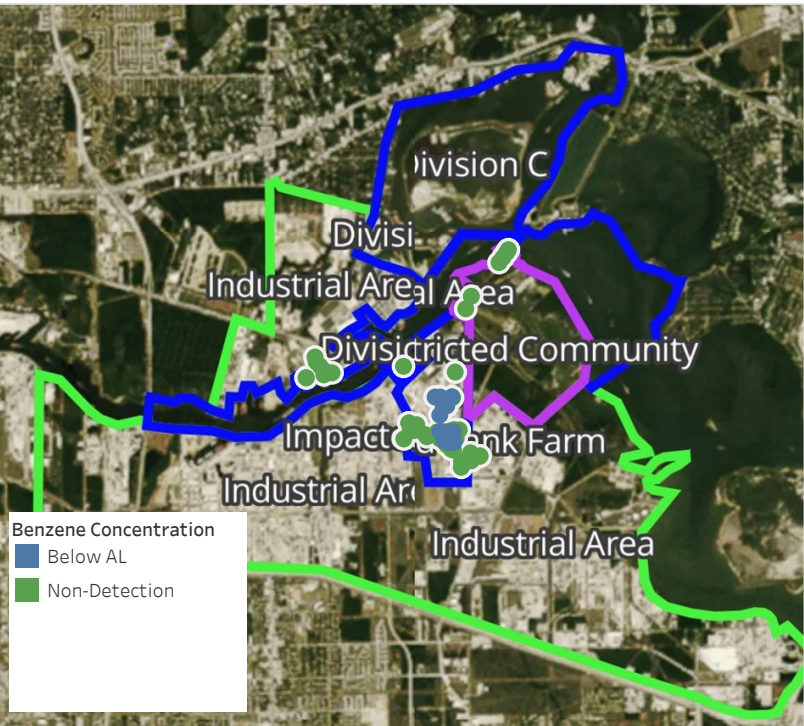 Division C
Divisi
Industrial Area
al Area
Divisi
tricted Community
Impact
nk Farm
Industrial Are
Industrial Area
Benzene Concentration
Below AL
Non-Detection